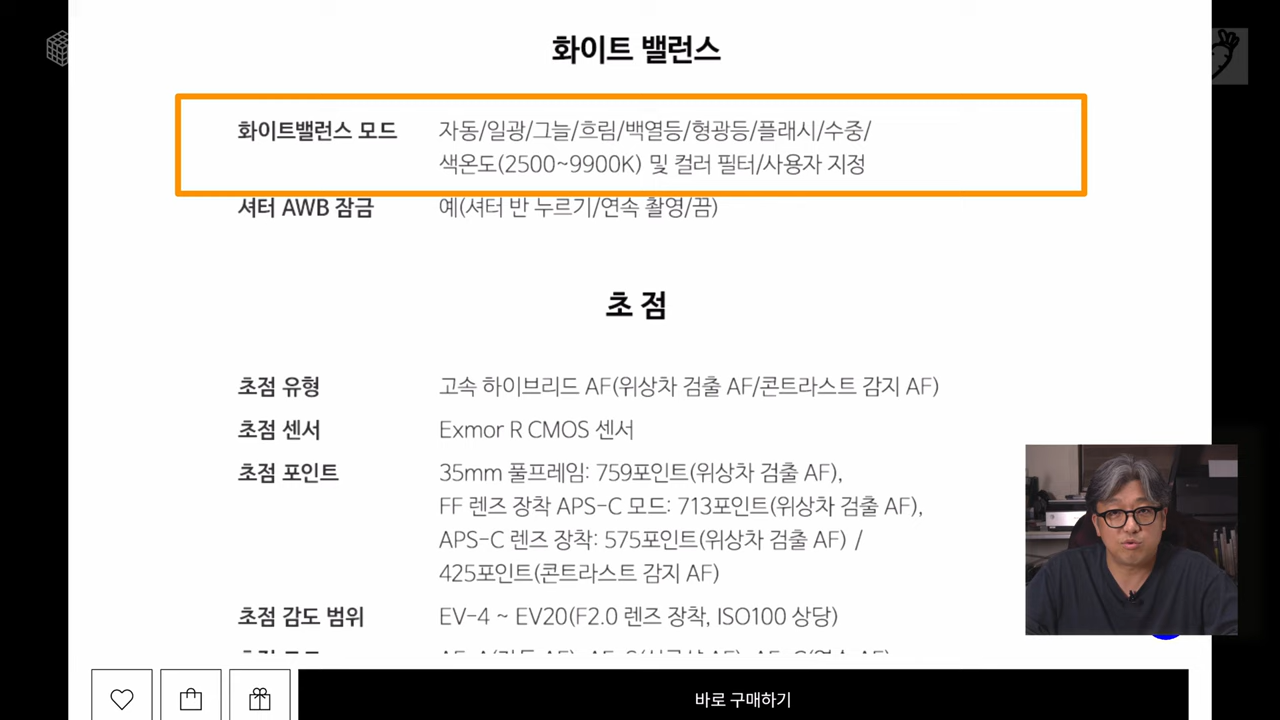 화이트 밸런스
화이트밸런스 모드
자동/일광/그늘/흐림/백열등/형광등/플래시/수중/
색온도(2500~9900K) 및 컬러 필터/사용자 지정
셔터 AWB 잠금
예(셔터 반 누르기/연속 촬영/끔)
초 점
초점 유형
고속 하이브리드 AF(위상차 검출 AF/콘트라스트 감지 AF)
초점 센서
Exmor R CMOS 센서
초점 포인트
35mm 풀프레임: 759포인트(위상차 검출 AF),
FF 렌즈 장착 APS-C 모드: 713포인트(위상차 검출 AF),
APS-C 렌즈 장착: 575포인트(위상차 검출 AF) /
425포인트(콘트라스트 감지 AF)
초점 감도 범위
EV-4 ~ EV20(F2.0 렌즈 장착, ISO100 상당)
바로 구매하기